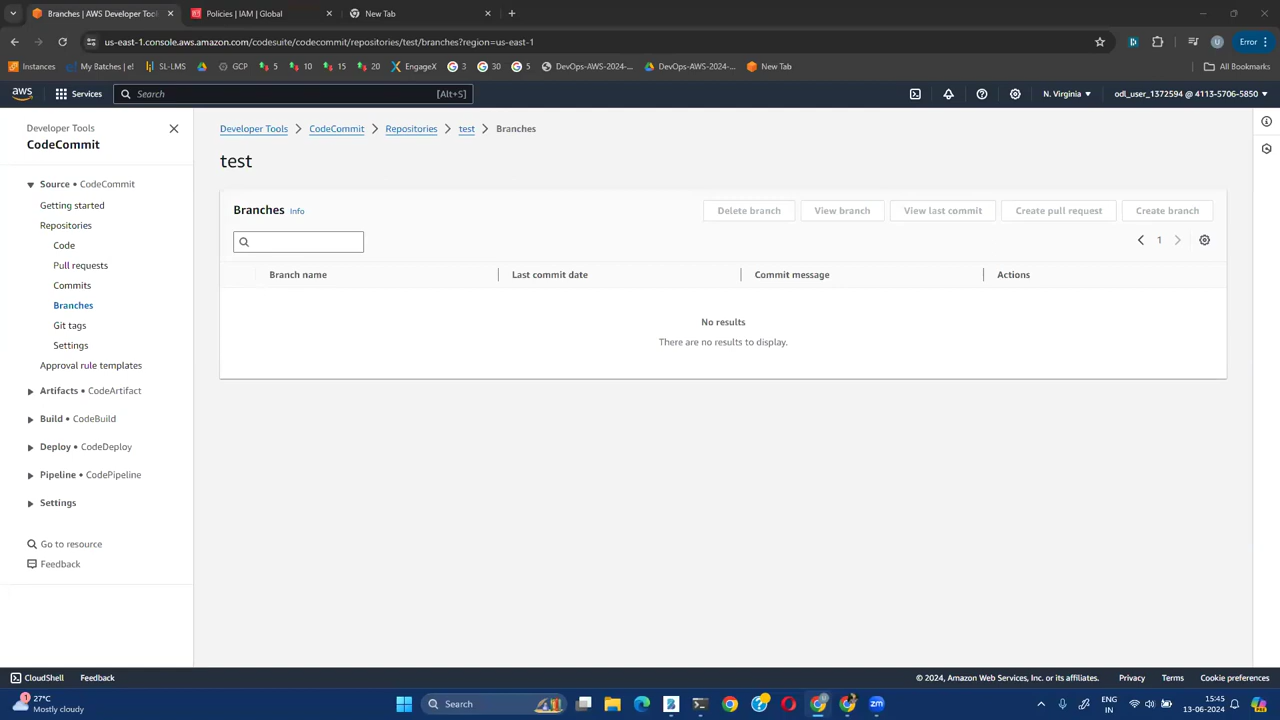 Branches | AWS Developer Tool
Policies | IAM | Global
New Tab
us-east-1.console.aws.amazon.com/codesuite/codecommit/repositories/test/branches?region=us-east-1
Error
Instances
My Batches | e!
SL-LMS
GCP
5
10
15
20
EngageX
3
30
5
DevOps-AWS-2024-...
DevOps-AWS-2024-...
New Tab
All Bookmarks
aws
Services
Search
[Alt+S]
N. Virginia
odl_user_1372594 @ 4113-5706-5850
Developer Tools
CodeCommit
Source • CodeCommit
Getting started
Repositories
Code
Pull requests
Commits
Branches
Git tags
Settings
Approval rule templates
Artifacts • CodeArtifact
Build • CodeBuild
Deploy • CodeDeploy
Pipeline • CodePipeline
Settings
Go to resource
Feedback
Developer Tools > CodeCommit > Repositories > test > Branches
test
Branches Info
Delete branch
View branch
View last commit
Create pull request
Create branch
1
Branch name
Last commit date
Commit message
Actions
No results
There are no results to display.
CloudShell
Feedback
© 2024, Amazon Web Services, Inc. or its affiliates.
Privacy
Terms
Cookie preferences
1
27°C
Mostly cloudy
Search
ENG
IN
15:45
13-06-2024